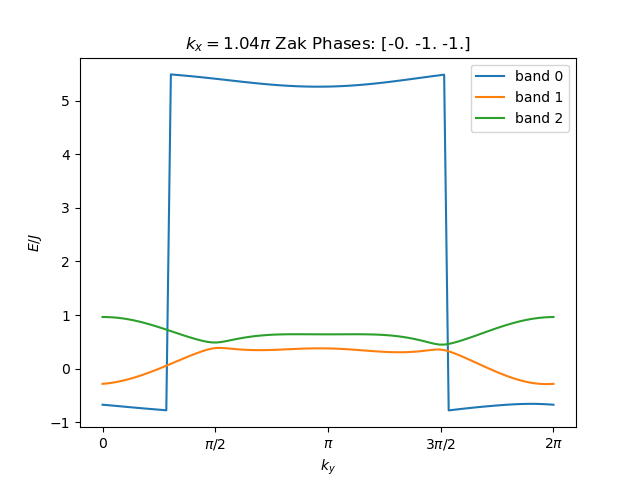 $k_x = 1.04\pi$ Zak Phases: [-0. -1. -1.]
band 0
band 1
band 2
E/J
5
4
3
2
1
0
−1
0
π/2
π
3π/2
2π
$k_y$